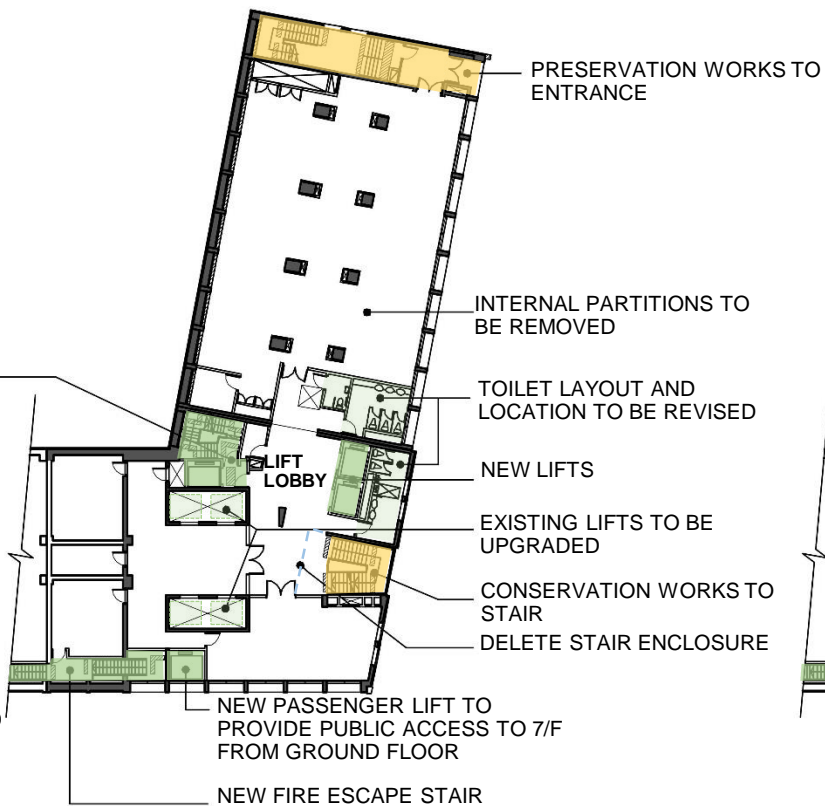 PRESERVATION WORKS TO
ENTRANCE
INTERNAL PARTITIONS TO
BE REMOVED
TOILET LAYOUT AND
LOCATION TO BE REVISED
LIFT
LOBBY
NEW LIFTS
EXISTING LIFTS TO BE
UPGRADED
CONSERVATION WORKS TO
STAIR
DELETE STAIR ENCLOSURE
NEW PASSENGER LIFT TO
PROVIDE PUBLIC ACCESS TO 7/F
FROM GROUND FLOOR
NEW FIRE ESCAPE STAIR